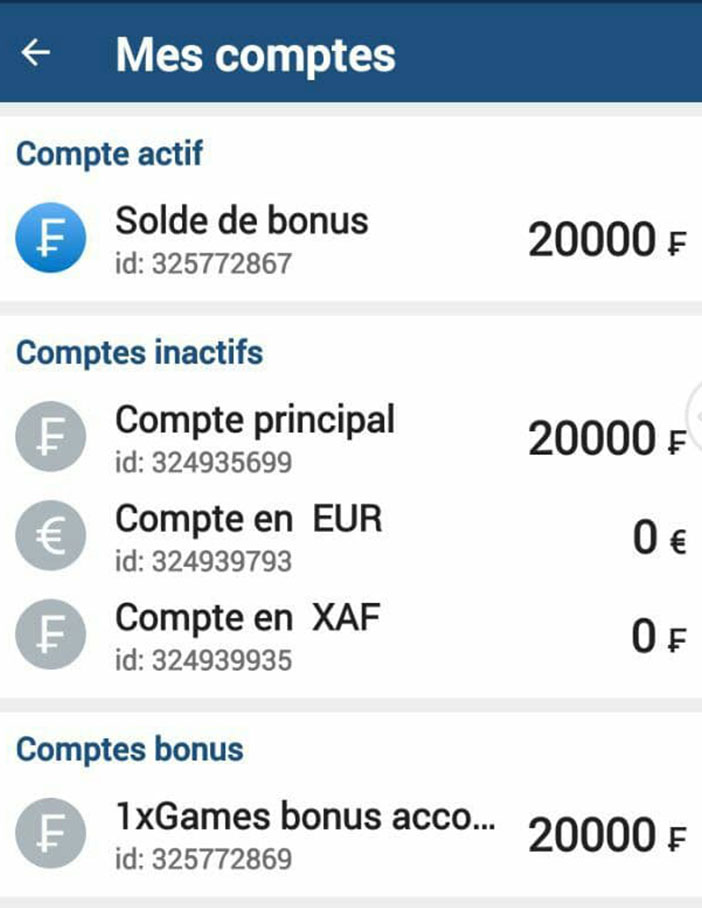 Mes comptes
Compte actif
Solde de bonus
20000 ₣
id: 325772867
Comptes inactifs
Compte principal
20000 ₣
id: 324935699
Compte en EUR
0 €
id: 324939793
Compte en XAF
0 ₣
id: 324939935
Comptes bonus
1xGames bonus acco...
20000 ₣
id: 325772869